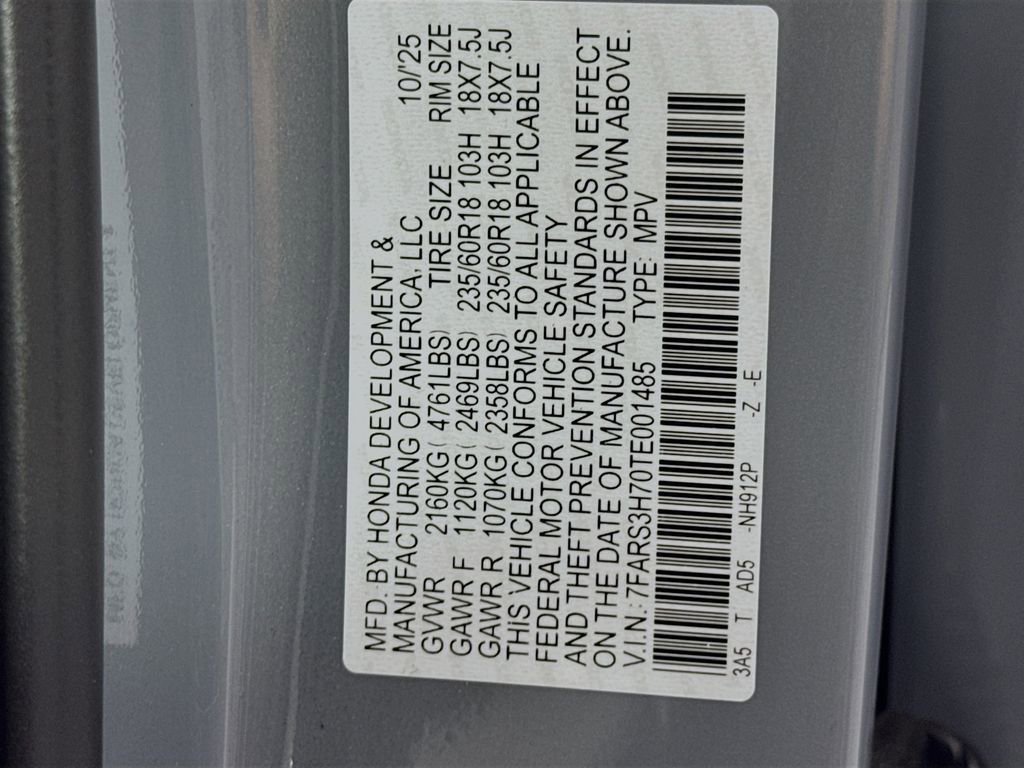 MFD. BY HONDA DEVELOPMENT &
MANUFACTURING OF AMERICA, LLC 10/'25
GVWR 2160KG( 4761LBS) TIRE SIZE RIM SIZE
GAWR F 1120KG( 2469LBS) 235/60R18 103H 18X7.5J
GAWR R 1070KG( 2358LBS) 235/60R18 103H 18X7.5J
THIS VEHICLE CONFORMS TO ALL APPLICABLE
FEDERAL MOTOR VEHICLE SAFETY
AND THEFT PREVENTION STANDARDS IN EFFECT
ON THE DATE OF MANUFACTURE SHOWN ABOVE.
V.I.N.: 7FARS3H70TE001485 TYPE: MPV
3A5 T AD5 -NH912P -Z -E